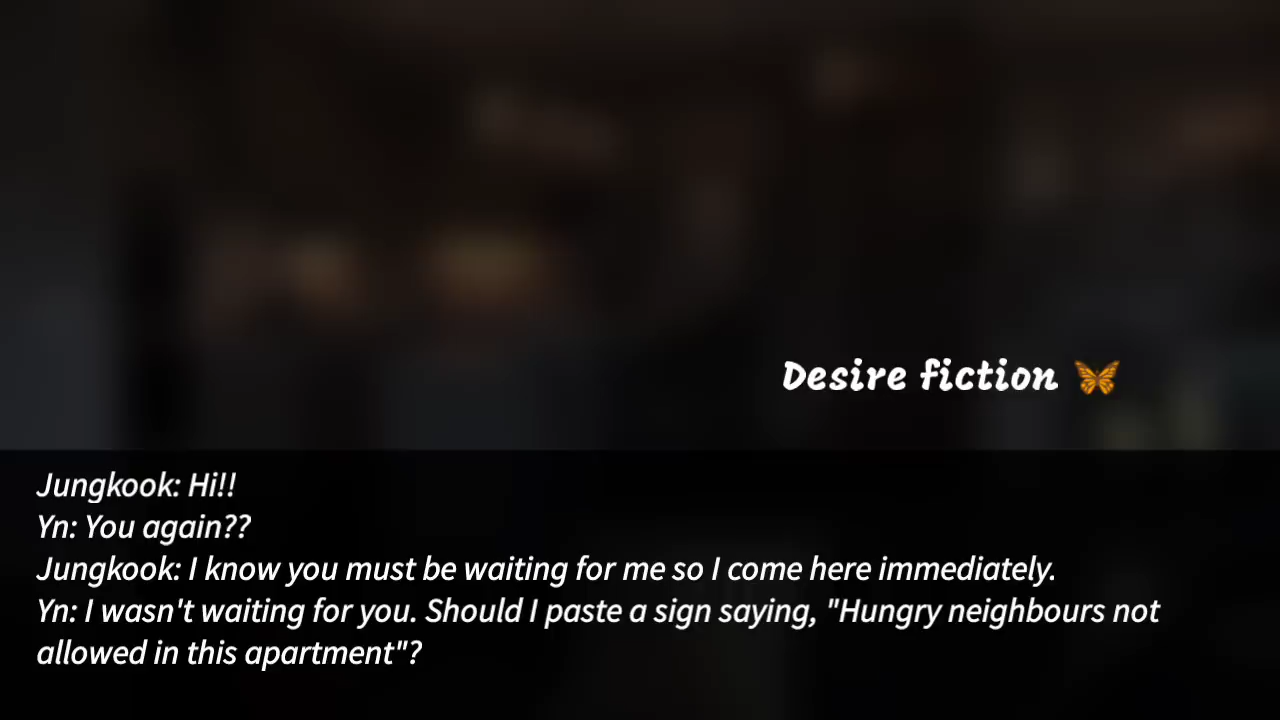 Desire fiction 🦋
Jungkook: Hi!!
Yn: You again??
Jungkook: I know you must be waiting for me so I come here immediately.
Yn: I wasn't waiting for you. Should I paste a sign saying, "Hungry neighbours not
allowed in this apartment"?